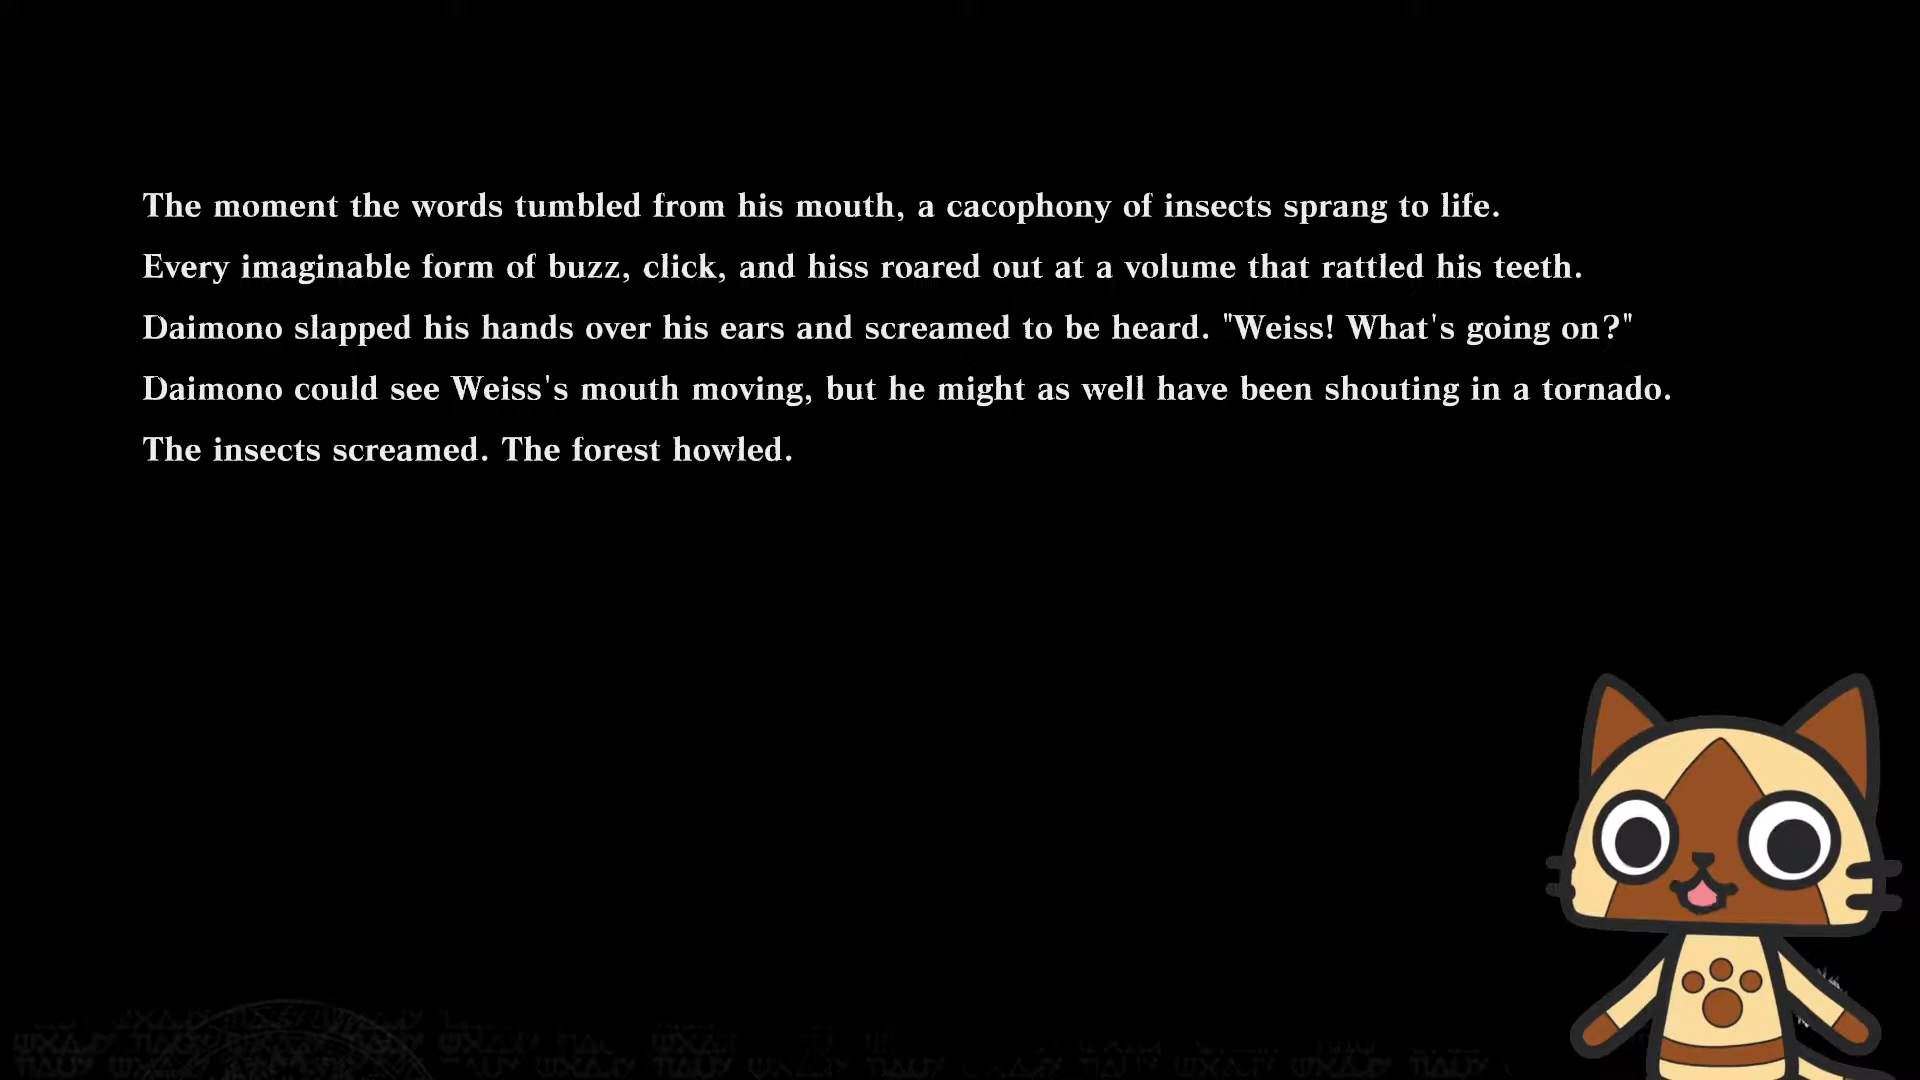 The moment the words tumbled from his mouth, a cacophony of insects sprang to life.
Every imaginable form of buzz, click, and hiss roared out at a volume that rattled his teeth.
Daimono slapped his hands over his ears and screamed to be heard. "Weiss! What's going on?"
Daimono could see Weiss's mouth moving, but he might as well have been shouting in a tornado.
The insects screamed. The forest howled.